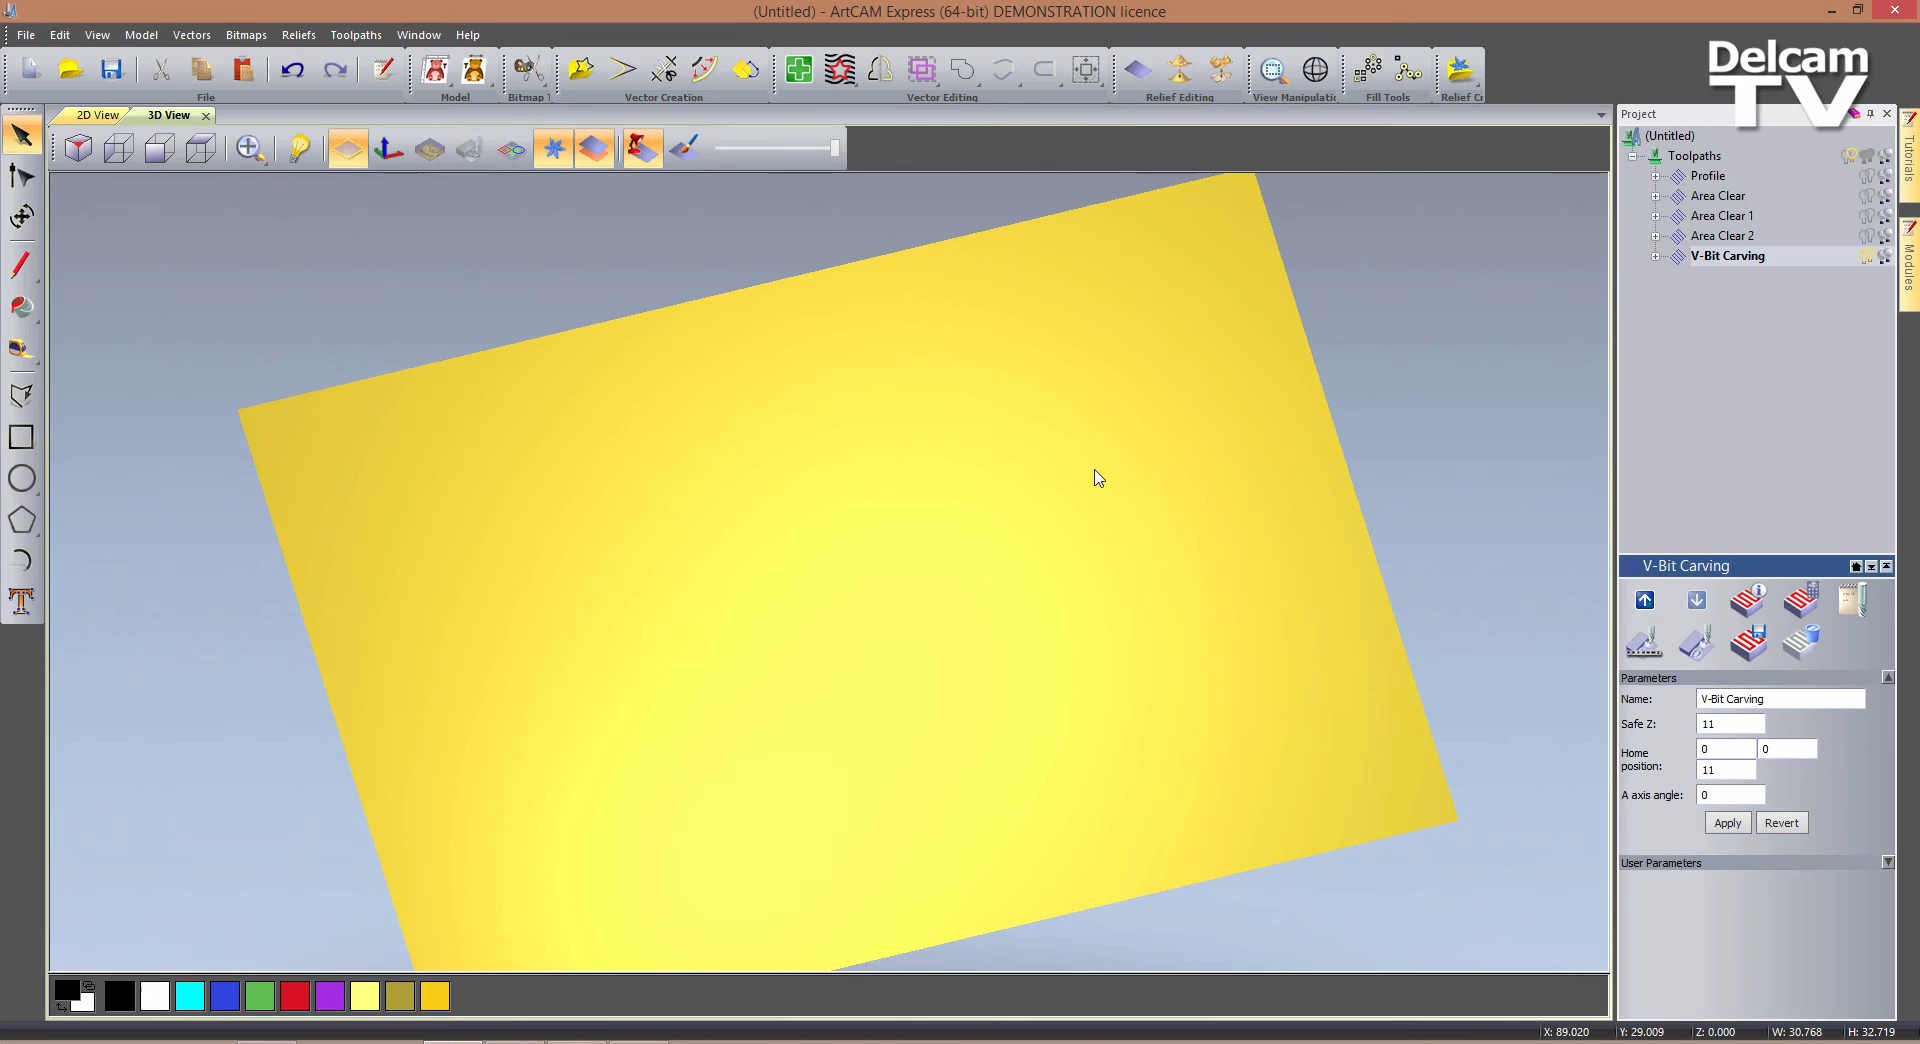 (Untitled) - ArtCAM Express (64-bit) DEMONSTRATION licence
File Edit View Model Vectors Bitmaps Reliefs Toolpaths Window Help
File Model Bitmap T Vector Creation Vector Editing Relief Editing View Manipulatic Fill Tools Relief Cr
Delcam
TV
2D View 3D View
Project
(Untitled)
Toolpaths
Profile
Area Clear
Area Clear 1
Area Clear 2
V-Bit Carving
Tutorials
Modules
V-Bit Carving
Parameters
Name: V-Bit Carving
Safe Z: 11
Home position: 0 0
11
A axis angle: 0
Apply Revert
User Parameters
X: 89.020 Y: 29.009 Z: 0.000 W: 30.768 H: 32.719